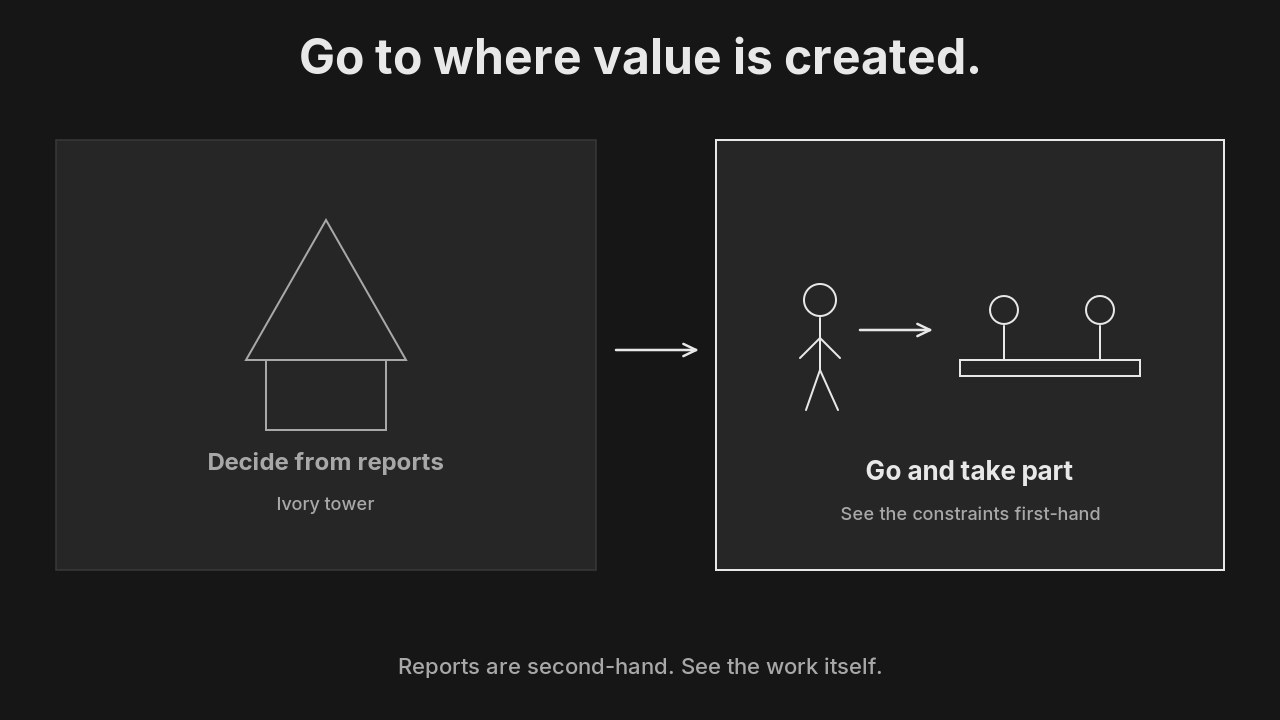 Go to where value is created.
Decide from reports
Ivory tower
Go and take part
See the constraints first-hand
Reports are second-hand. See the work itself.